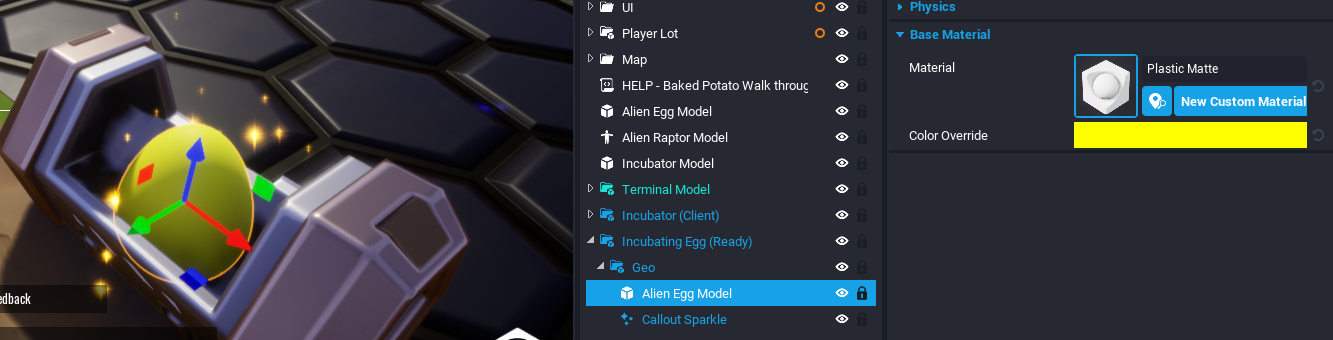 UI
Player Lot
Map
HELP - Baked Potato Walk throug
Alien Egg Model
Alien Raptor Model
Incubator Model
Terminal Model
Incubator (Client)
Incubating Egg (Ready)
Geo
Alien Egg Model
Callout Sparkle
Physics
Base Material
Material
Plastic Matte
New Custom Material
Color Override
edback